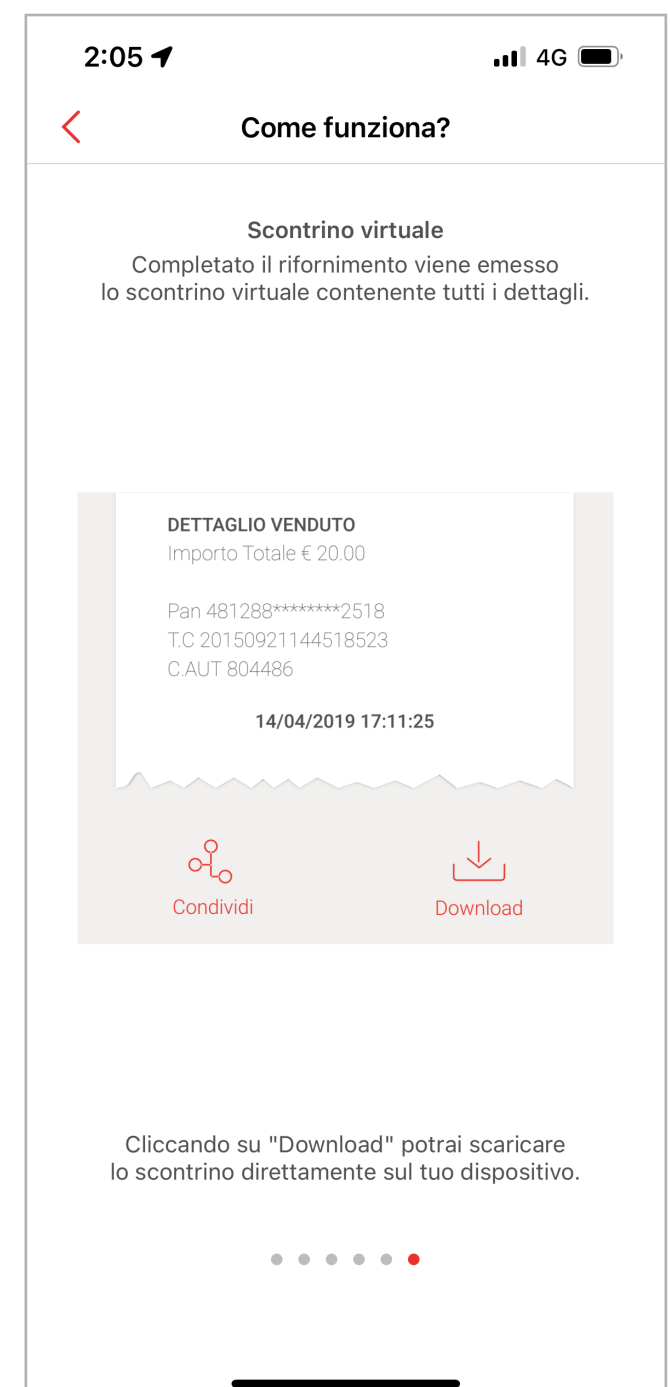 2:05
4G
Come funziona?
Scontrino virtuale
Completato il rifornimento viene emesso
lo scontrino virtuale contenente tutti i dettagli.
DETTAGLIO VENDUTO
Importo Totale € 20.00
Pan 481288********2518
T.C 20150921144518523
C.AUT 804486
14/04/2019 17:11:25
Condividi
Download
Cliccando su "Download" potrai scaricare
lo scontrino direttamente sul tuo dispositivo.